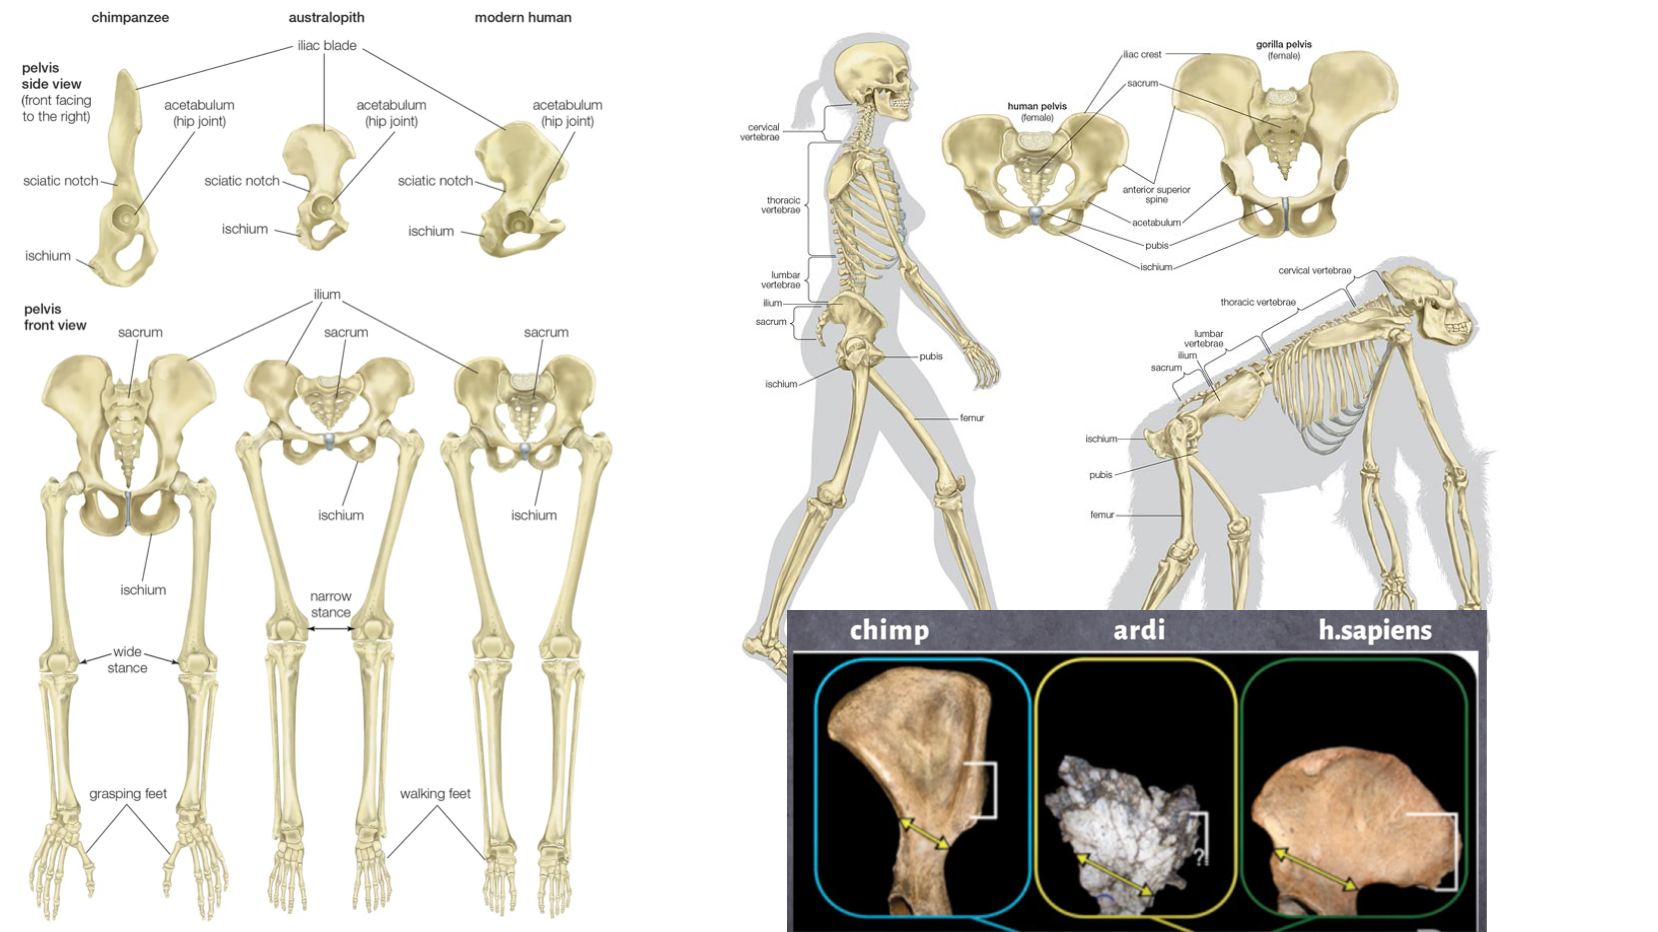 chimpanzee
australopith
modern human
iliac blade
pelvis
side view
(front facing
to the right)
acetabulum
(hip joint)
acetabulum
(hip joint)
acetabulum
(hip joint)
sciatic notch
sciatic notch
sciatic notch
ischium
ischium
ischium
pelvis
front view
ilium
sacrum
sacrum
sacrum
ischium
ischium
ischium
narrow
stance
wide
stance
grasping feet
walking feet
cervical
vertebrae
thoracic
vertebrae
lumbar
vertebrae
ilium
sacrum
ischium
pubis
femur
human pelvis
(female)
gorilla pelvis
(female)
iliac crest
sacrum
anterior superior
spine
acetabulum
pubis
ischium
cervical vertebrae
thoracic vertebrae
lumbar
vertebrae
ilium
sacrum
ischium
pubis
femur
chimp
ardi
h.sapiens
?